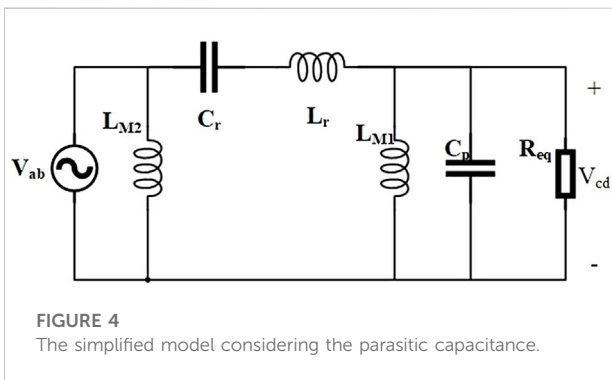 L_M2
C_r
L_r
L_M1
C_p
R_eq
+
V_ab
V_cd
-
FIGURE 4
The simplified model considering the parasitic capacitance.